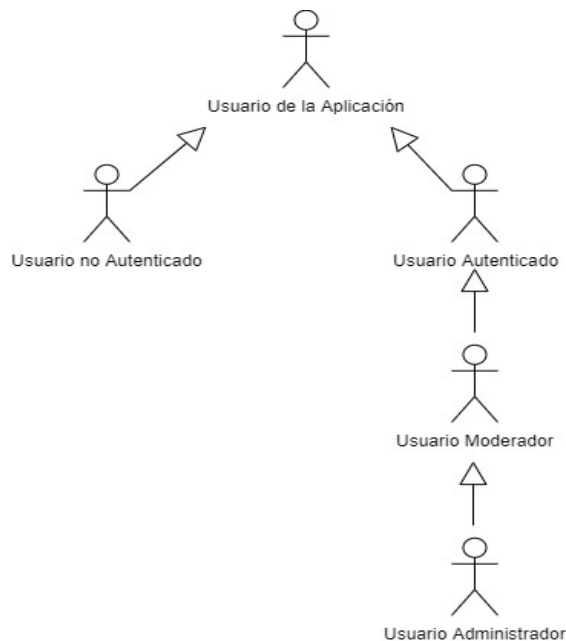 Usuario de la Aplicación
Usuario no Autenticado
Usuario Autenticado
Usuario Moderador
Usuario Administrador